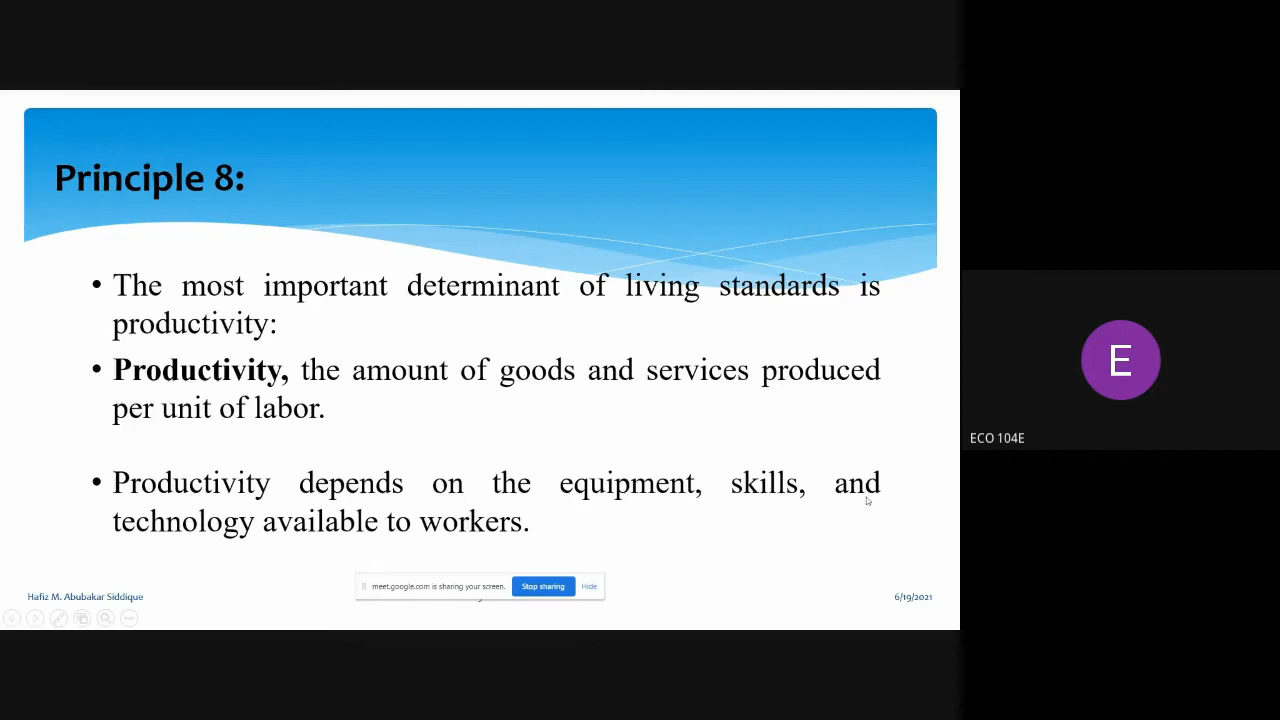 Principle 8:
• The most important determinant of living standards is
productivity:
• Productivity, the amount of goods and services produced
per unit of labor.
• Productivity depends on the equipment, skills, and
technology available to workers.
meet.google.com is sharing your screen. Stop sharing Hide
Hafiz M. Abubakar Siddique 6/19/2021
E
ECO 104E